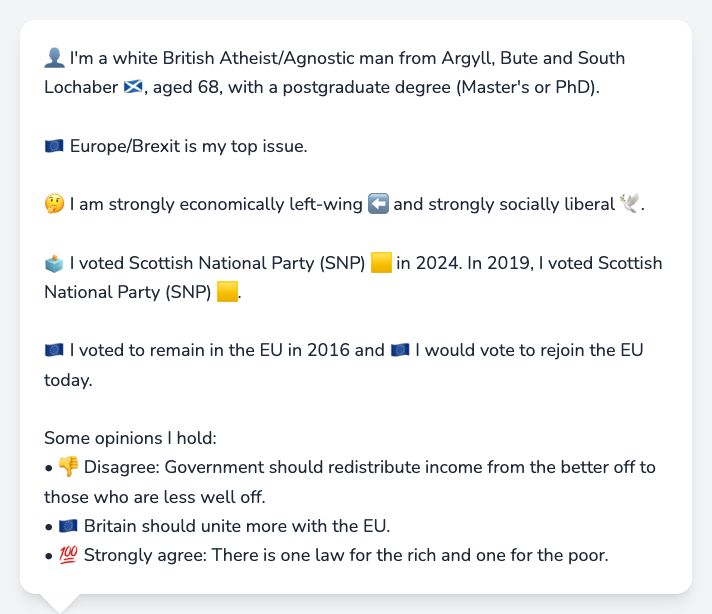 👤 I'm a white British Atheist/Agnostic man from Argyll, Bute and South
Lochaber 🏴󠁧󠁢󠁳󠁣󠁴󠁿, aged 68, with a postgraduate degree (Master's or PhD).
🇪🇺 Europe/Brexit is my top issue.
🤔 I am strongly economically left-wing ⬅️ and strongly socially liberal 🕊️.
🗳️ I voted Scottish National Party (SNP) 🟨 in 2024. In 2019, I voted Scottish
National Party (SNP) 🟨.
🇪🇺 I voted to remain in the EU in 2016 and 🇪🇺 I would vote to rejoin the EU
today.
Some opinions I hold:
• 👎 Disagree: Government should redistribute income from the better off to
those who are less well off.
• 🇪🇺 Britain should unite more with the EU.
• 💯 Strongly agree: There is one law for the rich and one for the poor.